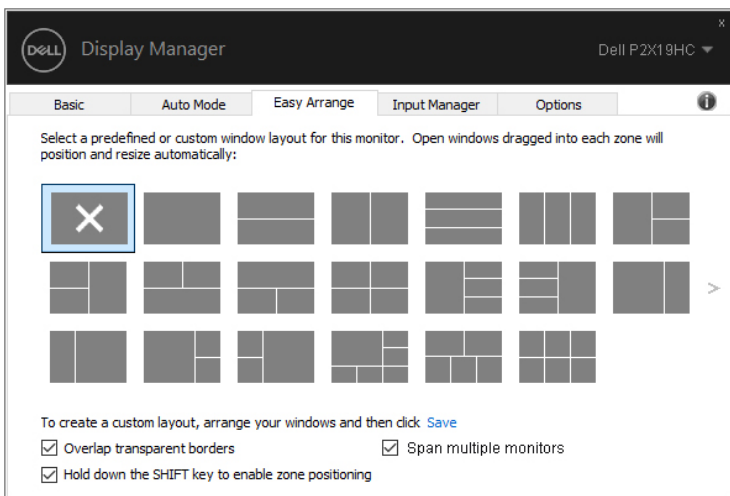 x
DELL Display Manager
Dell P2X19HC
Basic Auto Mode Easy Arrange Input Manager Options i
Select a predefined or custom window layout for this monitor. Open windows dragged into each zone will
position and resize automatically:
To create a custom layout, arrange your windows and then click Save
Overlap transparent borders Span multiple monitors
Hold down the SHIFT key to enable zone positioning